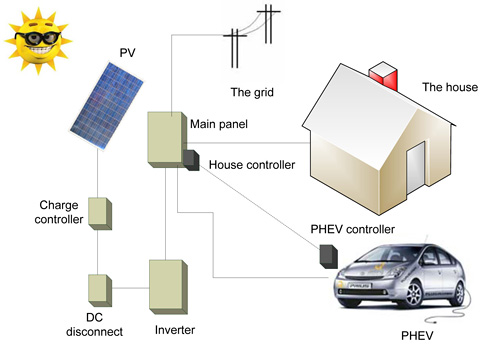 PV
The grid
The house
Main panel
House controller
Charge
controller
PHEV controller
DC
disconnect
Inverter
PHEV